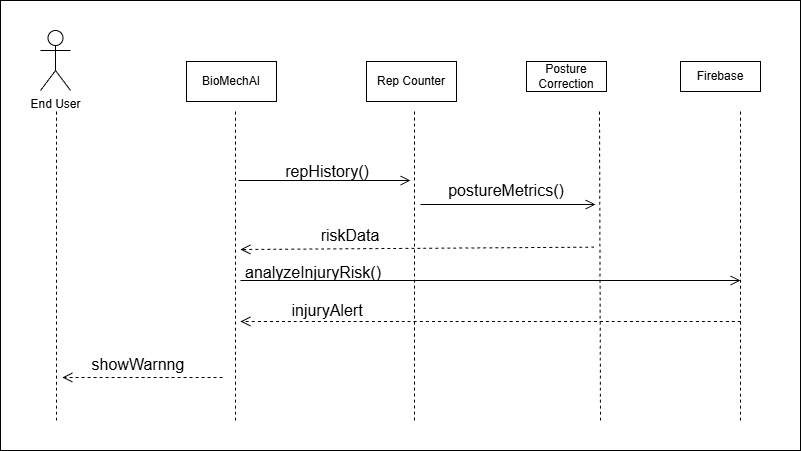 End User
BioMechAI
Rep Counter
Posture
Correction
Firebase
repHistory()
postureMetrics()
riskData
analyzeInjuryRisk()
injuryAlert
showWarnng